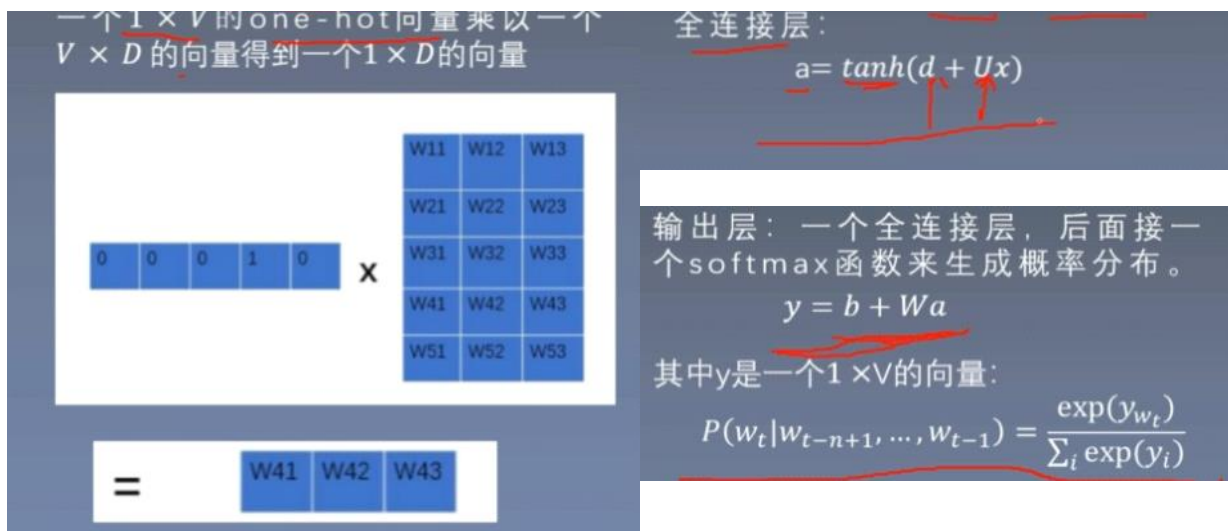 一个1 × V的one-hot向量乘以一个
V × D 的向量得到一个1 × D的向量
W11 W12 W13
W21 W22 W23
0 0 0 1 0 x W31 W32 W33
W41 W42 W43
W51 W52 W53
= W41 W42 W43
全连接层:
a= tanh(d + Ux)
输出层: 一个全连接层, 后面接一
个softmax函数来生成概率分布。
y = b + Wa
其中y是一个1 ×V的向量:
P(w_t|w_{t−n+1}, ..., w_{t−1}) = exp(y_{w_t}) / ∑_i exp(y_i)